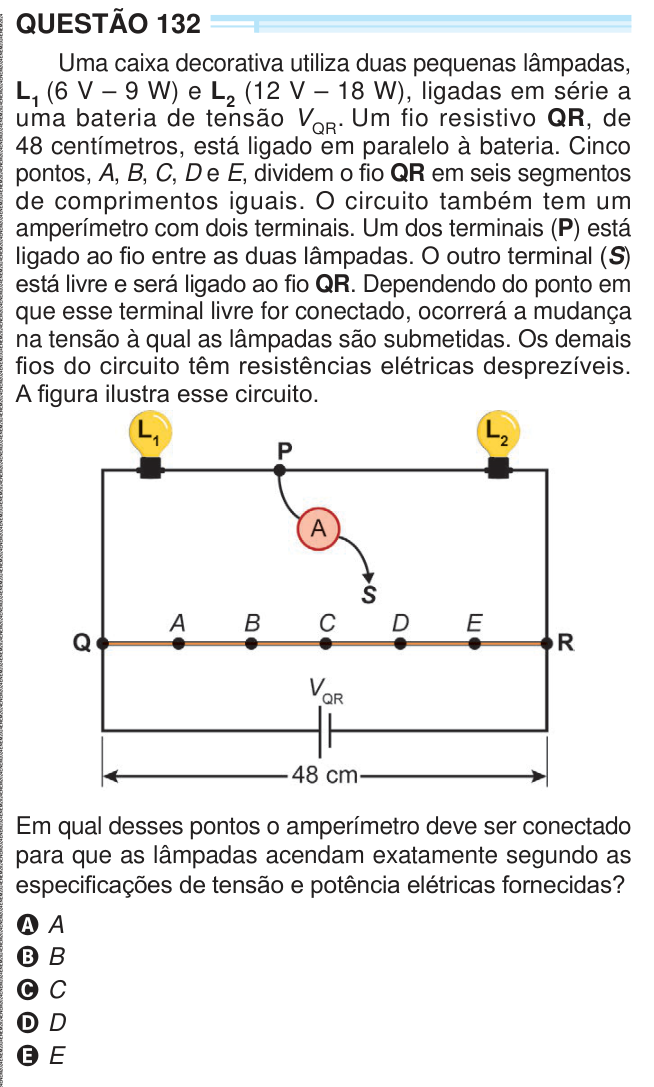 QUESTÃO 132
Uma caixa decorativa utiliza duas pequenas lâmpadas,
L1 (6 V – 9 W) e L2 (12 V – 18 W), ligadas em série a
uma bateria de tensão VQR. Um fio resistivo QR, de
48 centímetros, está ligado em paralelo à bateria. Cinco
pontos, A, B, C, D e E, dividem o fio QR em seis segmentos
de comprimentos iguais. O circuito também tem um
amperímetro com dois terminais. Um dos terminais (P) está
ligado ao fio entre as duas lâmpadas. O outro terminal (S)
está livre e será ligado ao fio QR. Dependendo do ponto em
que esse terminal livre for conectado, ocorrerá a mudança
na tensão à qual as lâmpadas são submetidas. Os demais
fios do circuito têm resistências elétricas desprezíveis.
A figura ilustra esse circuito.
L1
L2
P
A
S
A B C D E
Q R
VQR
48 cm
Em qual desses pontos o amperímetro deve ser conectado
para que as lâmpadas acendam exatamente segundo as
especificações de tensão e potência elétricas fornecidas?
A A
B B
C C
D D
E E